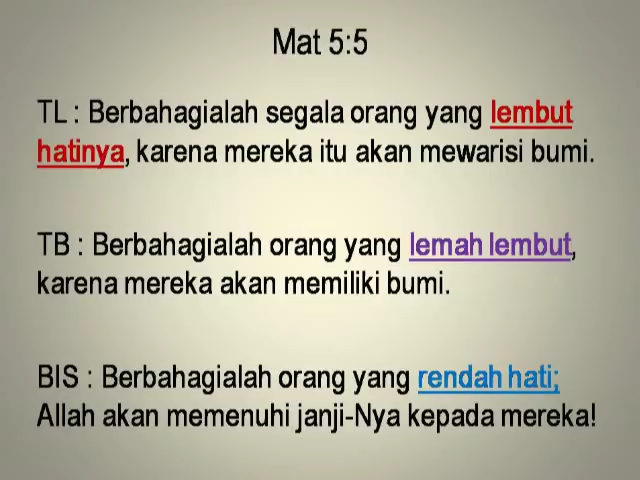 Mat 5:5
TL : Berbahagialah segala orang yang lembut
hatinya, karena mereka itu akan mewarisi bumi.
TB : Berbahagialah orang yang lemah lembut,
karena mereka akan memiliki bumi.
BIS : Berbahagialah orang yang rendah hati;
Allah akan memenuhi janji-Nya kepada mereka!